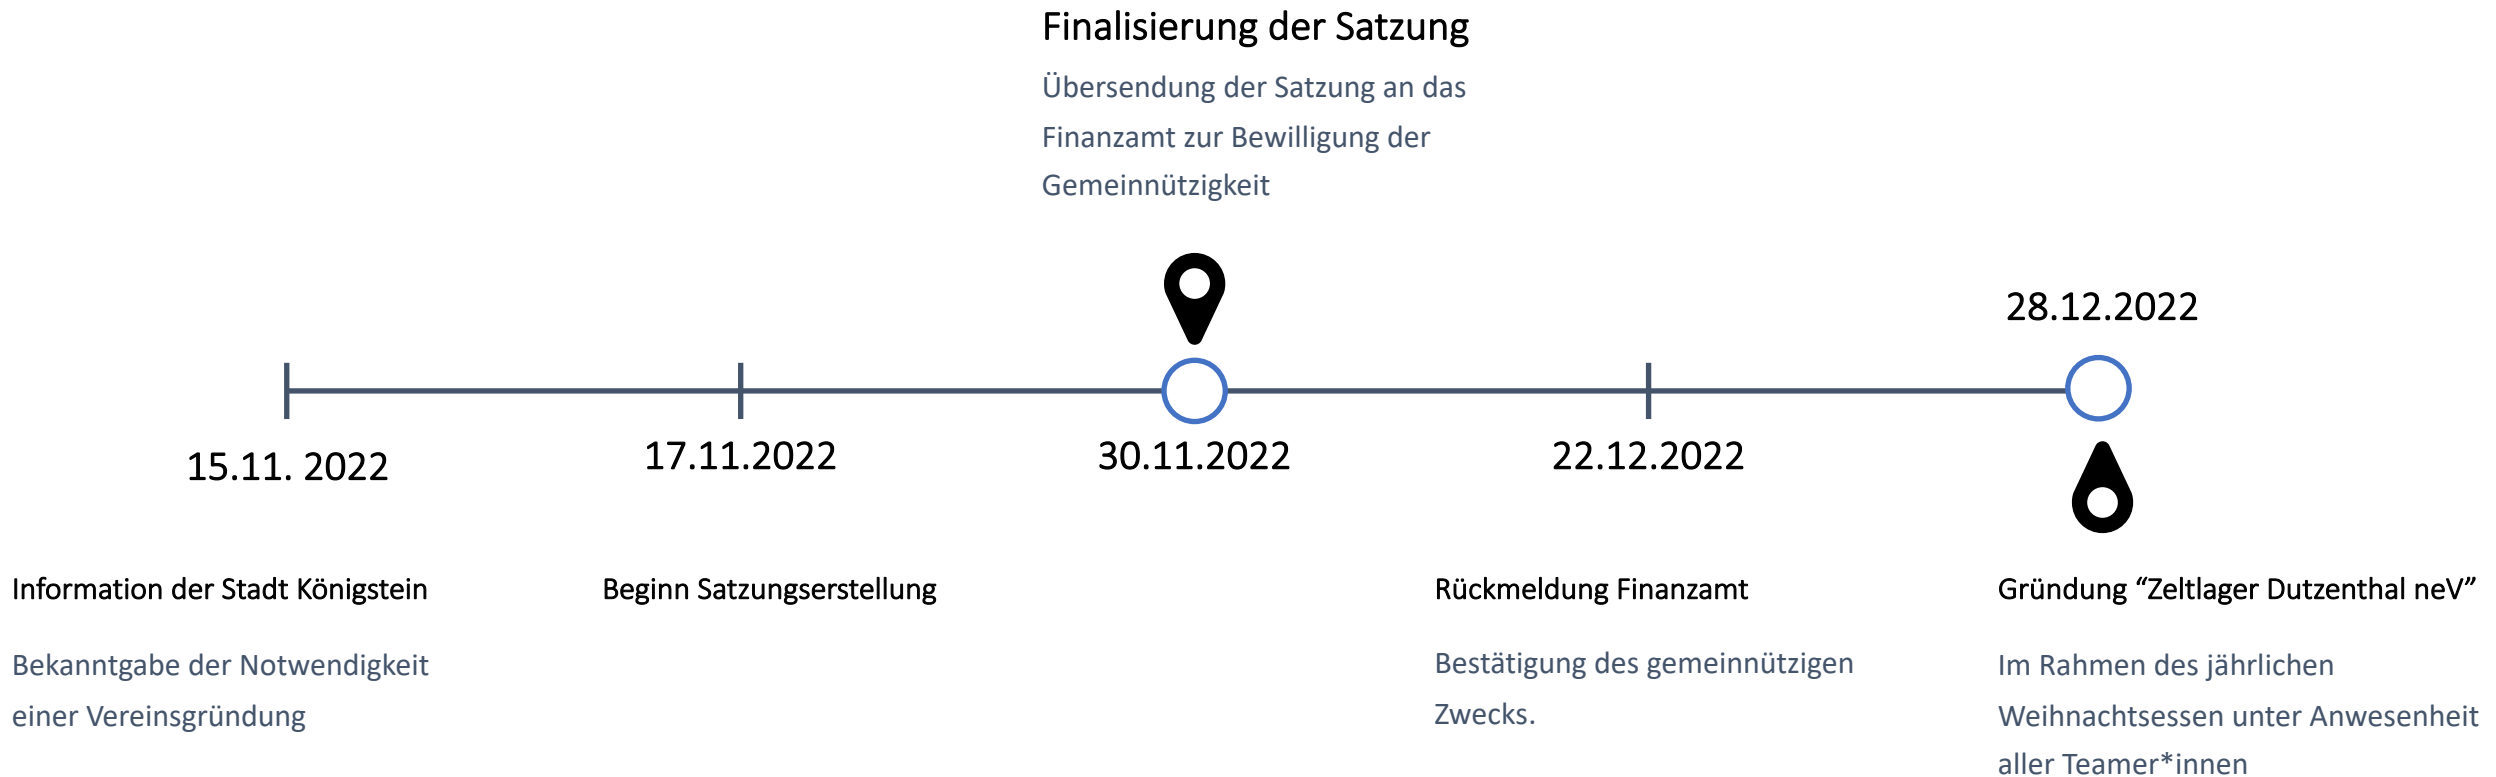 Finalisierung der Satzung
Übersendung der Satzung an das
Finanzamt zur Bewilligung der
Gemeinnützigkeit
28.12.2022
15.11. 2022
17.11.2022
30.11.2022
22.12.2022
Information der Stadt Königstein
Bekanntgabe der Notwendigkeit
einer Vereinsgründung
Beginn Satzungserstellung
Rückmeldung Finanzamt
Bestätigung des gemeinnützigen
Zwecks.
Gründung “Zeltlager Dutzenthal neV”
Im Rahmen des jährlichen
Weihnachtsessen unter Anwesenheit
aller Teamer*innen